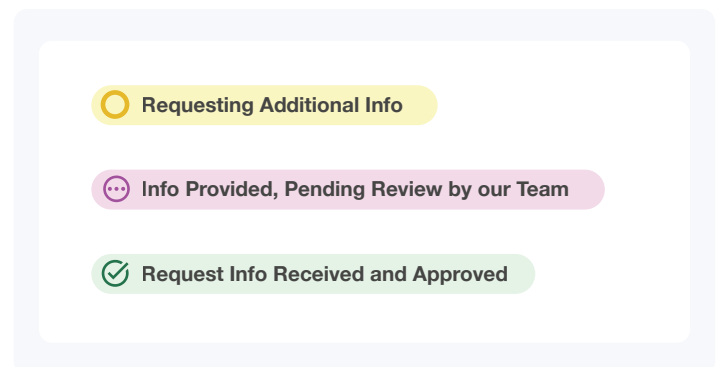 Requesting Additional Info
Info Provided, Pending Review by our Team
Request Info Received and Approved